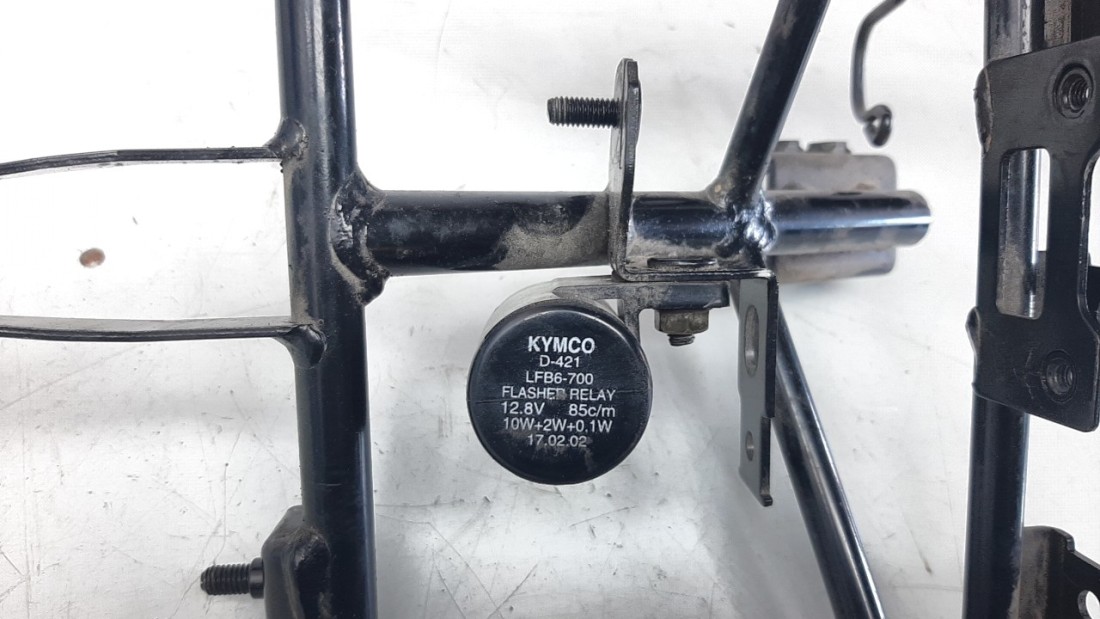 KYMCO
D-421
LFB6-700
FLASHER RELAY
12.8V 85c/m
10W+2W+0.1W
17.02.02